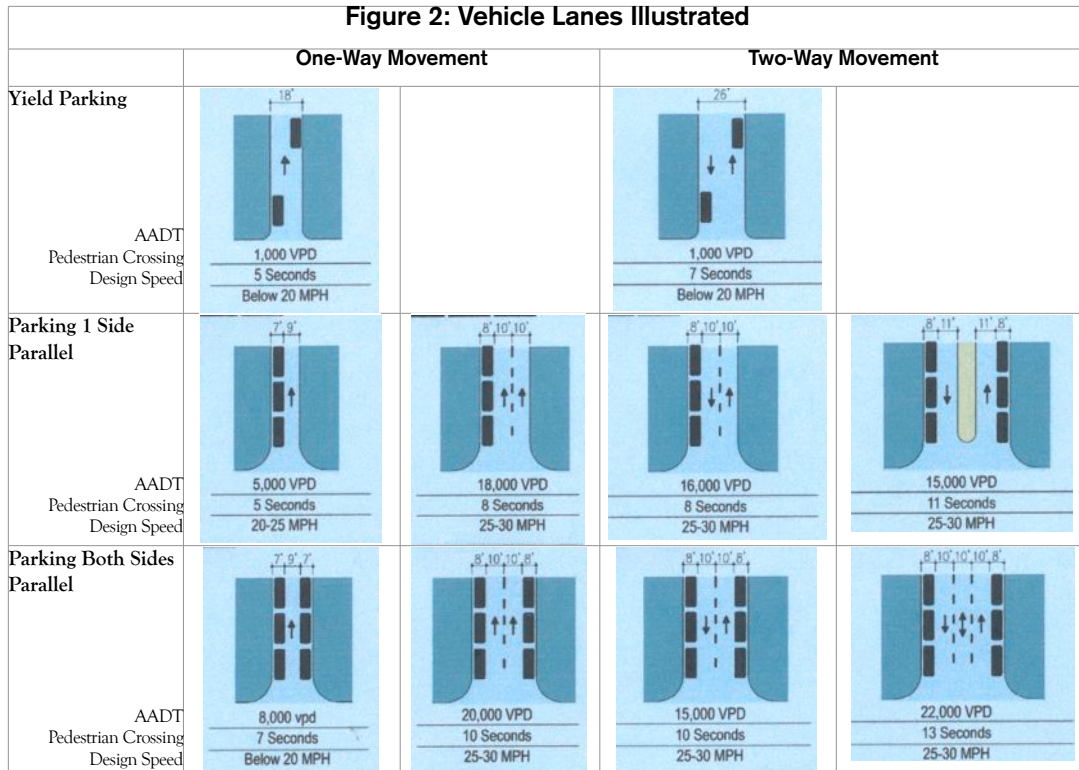 Figure 2: Vehicle Lanes Illustrated
One-Way Movement Two-Way Movement
Yield Parking
18'
26'
AADT
Pedestrian Crossing
Design Speed
1,000 VPD
5 Seconds
Below 20 MPH
1,000 VPD
7 Seconds
Below 20 MPH
Parking 1 Side
Parallel
7' 9'
8' 10' 10'
8' 10' 10'
8' 11' 11' 8'
AADT
Pedestrian Crossing
Design Speed
5,000 VPD
5 Seconds
20-25 MPH
18,000 VPD
8 Seconds
25-30 MPH
16,000 VPD
8 Seconds
25-30 MPH
15,000 VPD
11 Seconds
25-30 MPH
Parking Both Sides
Parallel
7' 9' 7'
8' 10' 10' 8'
8' 10' 10' 8'
8' 10' 10' 10' 8'
AADT
Pedestrian Crossing
Design Speed
8,000 vpd
7 Seconds
Below 20 MPH
20,000 VPD
10 Seconds
25-30 MPH
15,000 VPD
10 Seconds
25-30 MPH
22,000 VPD
13 Seconds
25-30 MPH